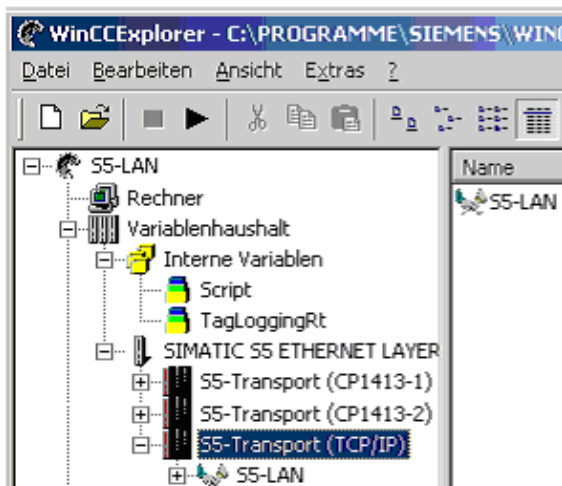 WinCCExplorer - C:\PROGRAMME\SIEMENS\WINC
Datei Bearbeiten Ansicht Extras ?
S5-LAN
Rechner
Variablenhaushalt
Interne Variablen
Script
TagLoggingRt
SIMATIC S5 ETHERNET LAYER
S5-Transport (CP1413-1)
S5-Transport (CP1413-2)
S5-Transport (TCP/IP)
S5-LAN
Name
S5-LAN